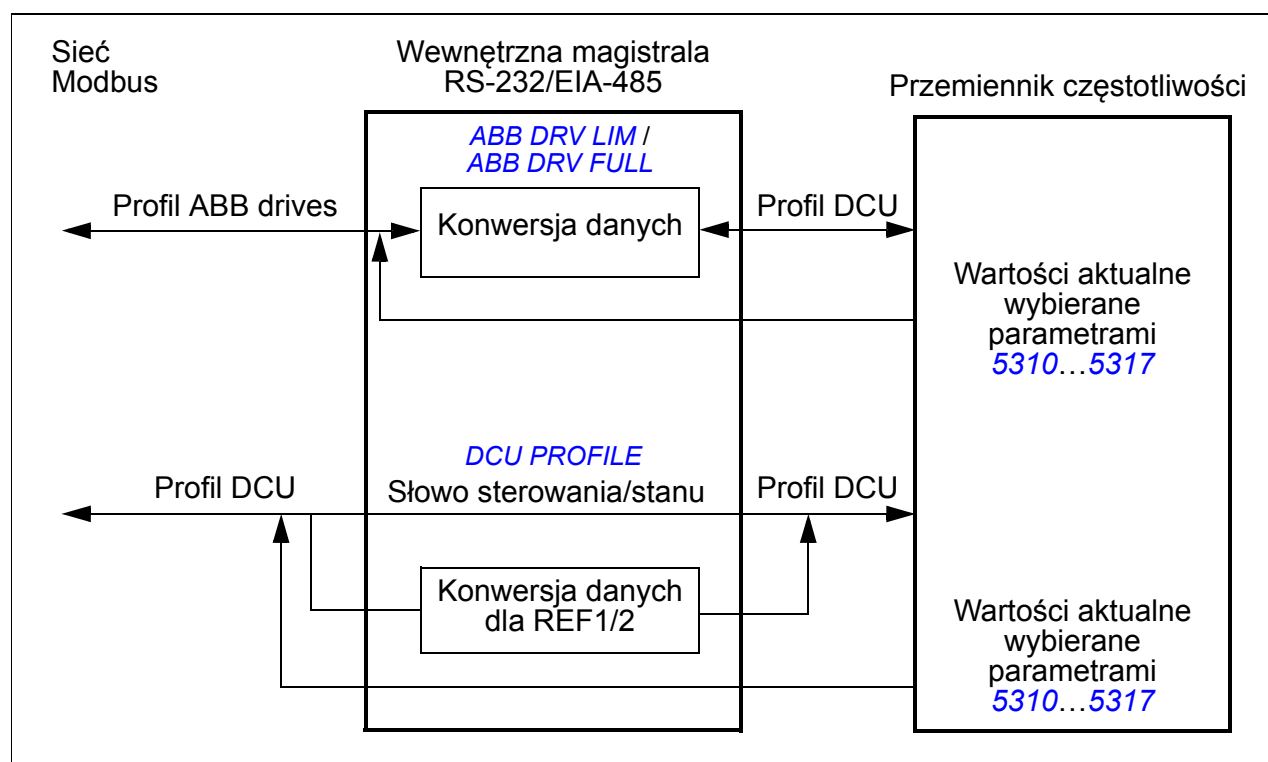 Sieć
Modbus
Wewnętrzna magistrala
RS-232/EIA-485
Przemiennik częstotliwości
ABB DRV LIM /
ABB DRV FULL
Profil ABB drives
Konwersja danych
Profil DCU
Wartości aktualne
wybierane
parametrami
5310…5317
DCU PROFILE
Profil DCU
Słowo sterowania/stanu
Profil DCU
Konwersja danych
dla REF1/2
Wartości aktualne
wybierane
parametrami
5310…5317